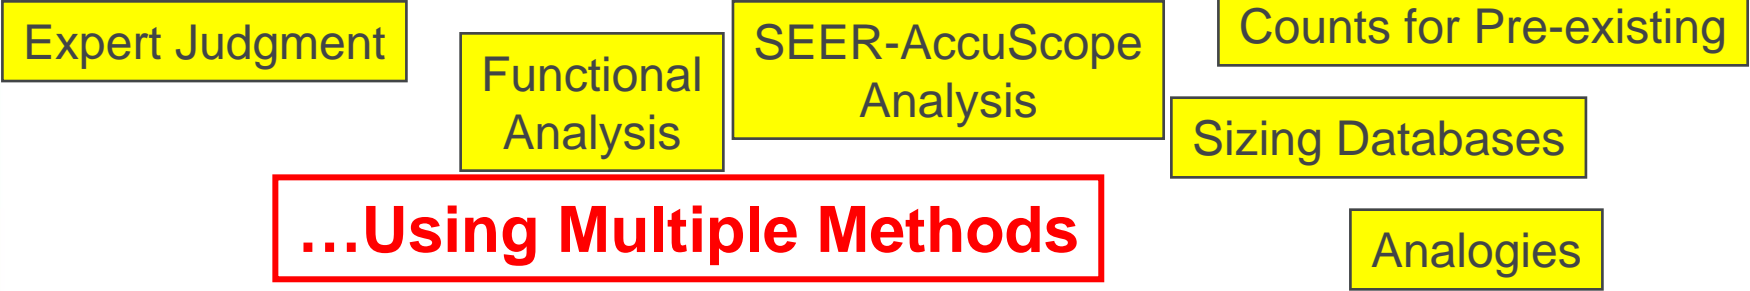 Expert Judgment
Functional
Analysis
SEER-AccuScope
Analysis
Counts for Pre-existing
Sizing Databases
…Using Multiple Methods
Analogies